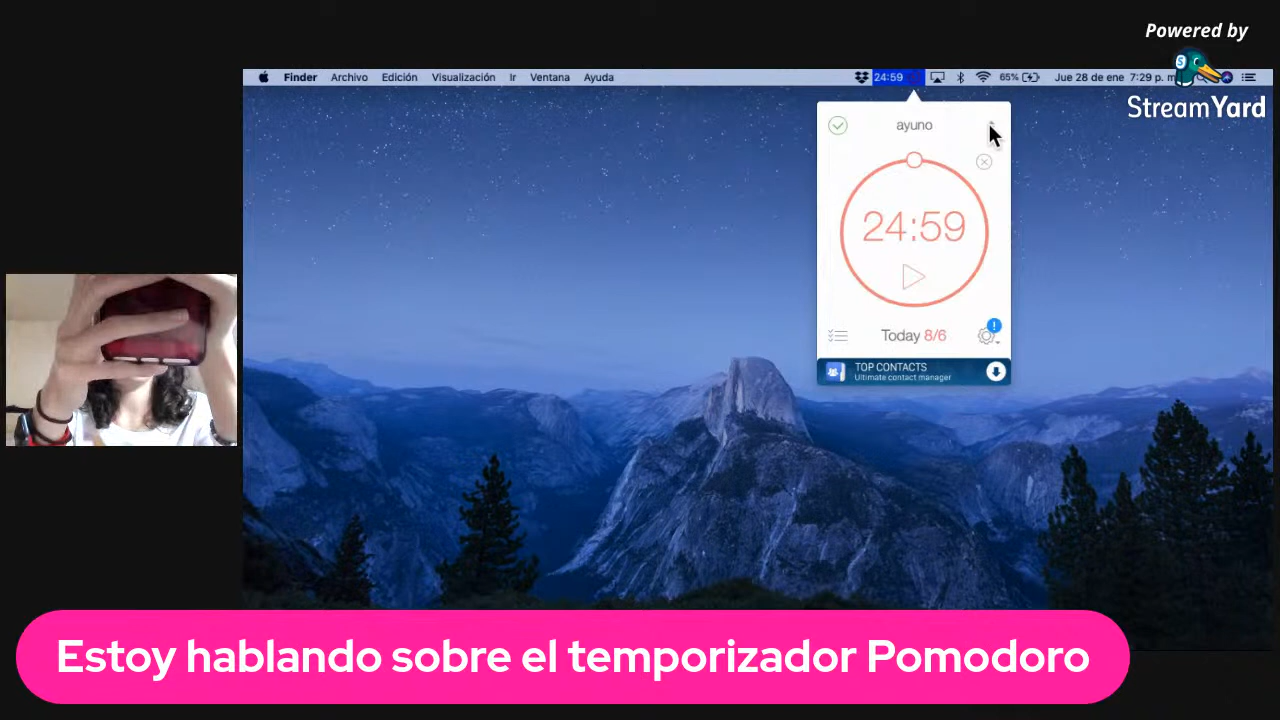 Powered by
StreamYard
Finder Archivo Edición Visualización Ir Ventana Ayuda 24:59 65% Jue 28 de ene 7:29 p. m
ayuno
24:59
Today 8/6
TOP CONTACTS
Ultimate contact manager
Estoy hablando sobre el temporizador Pomodoro